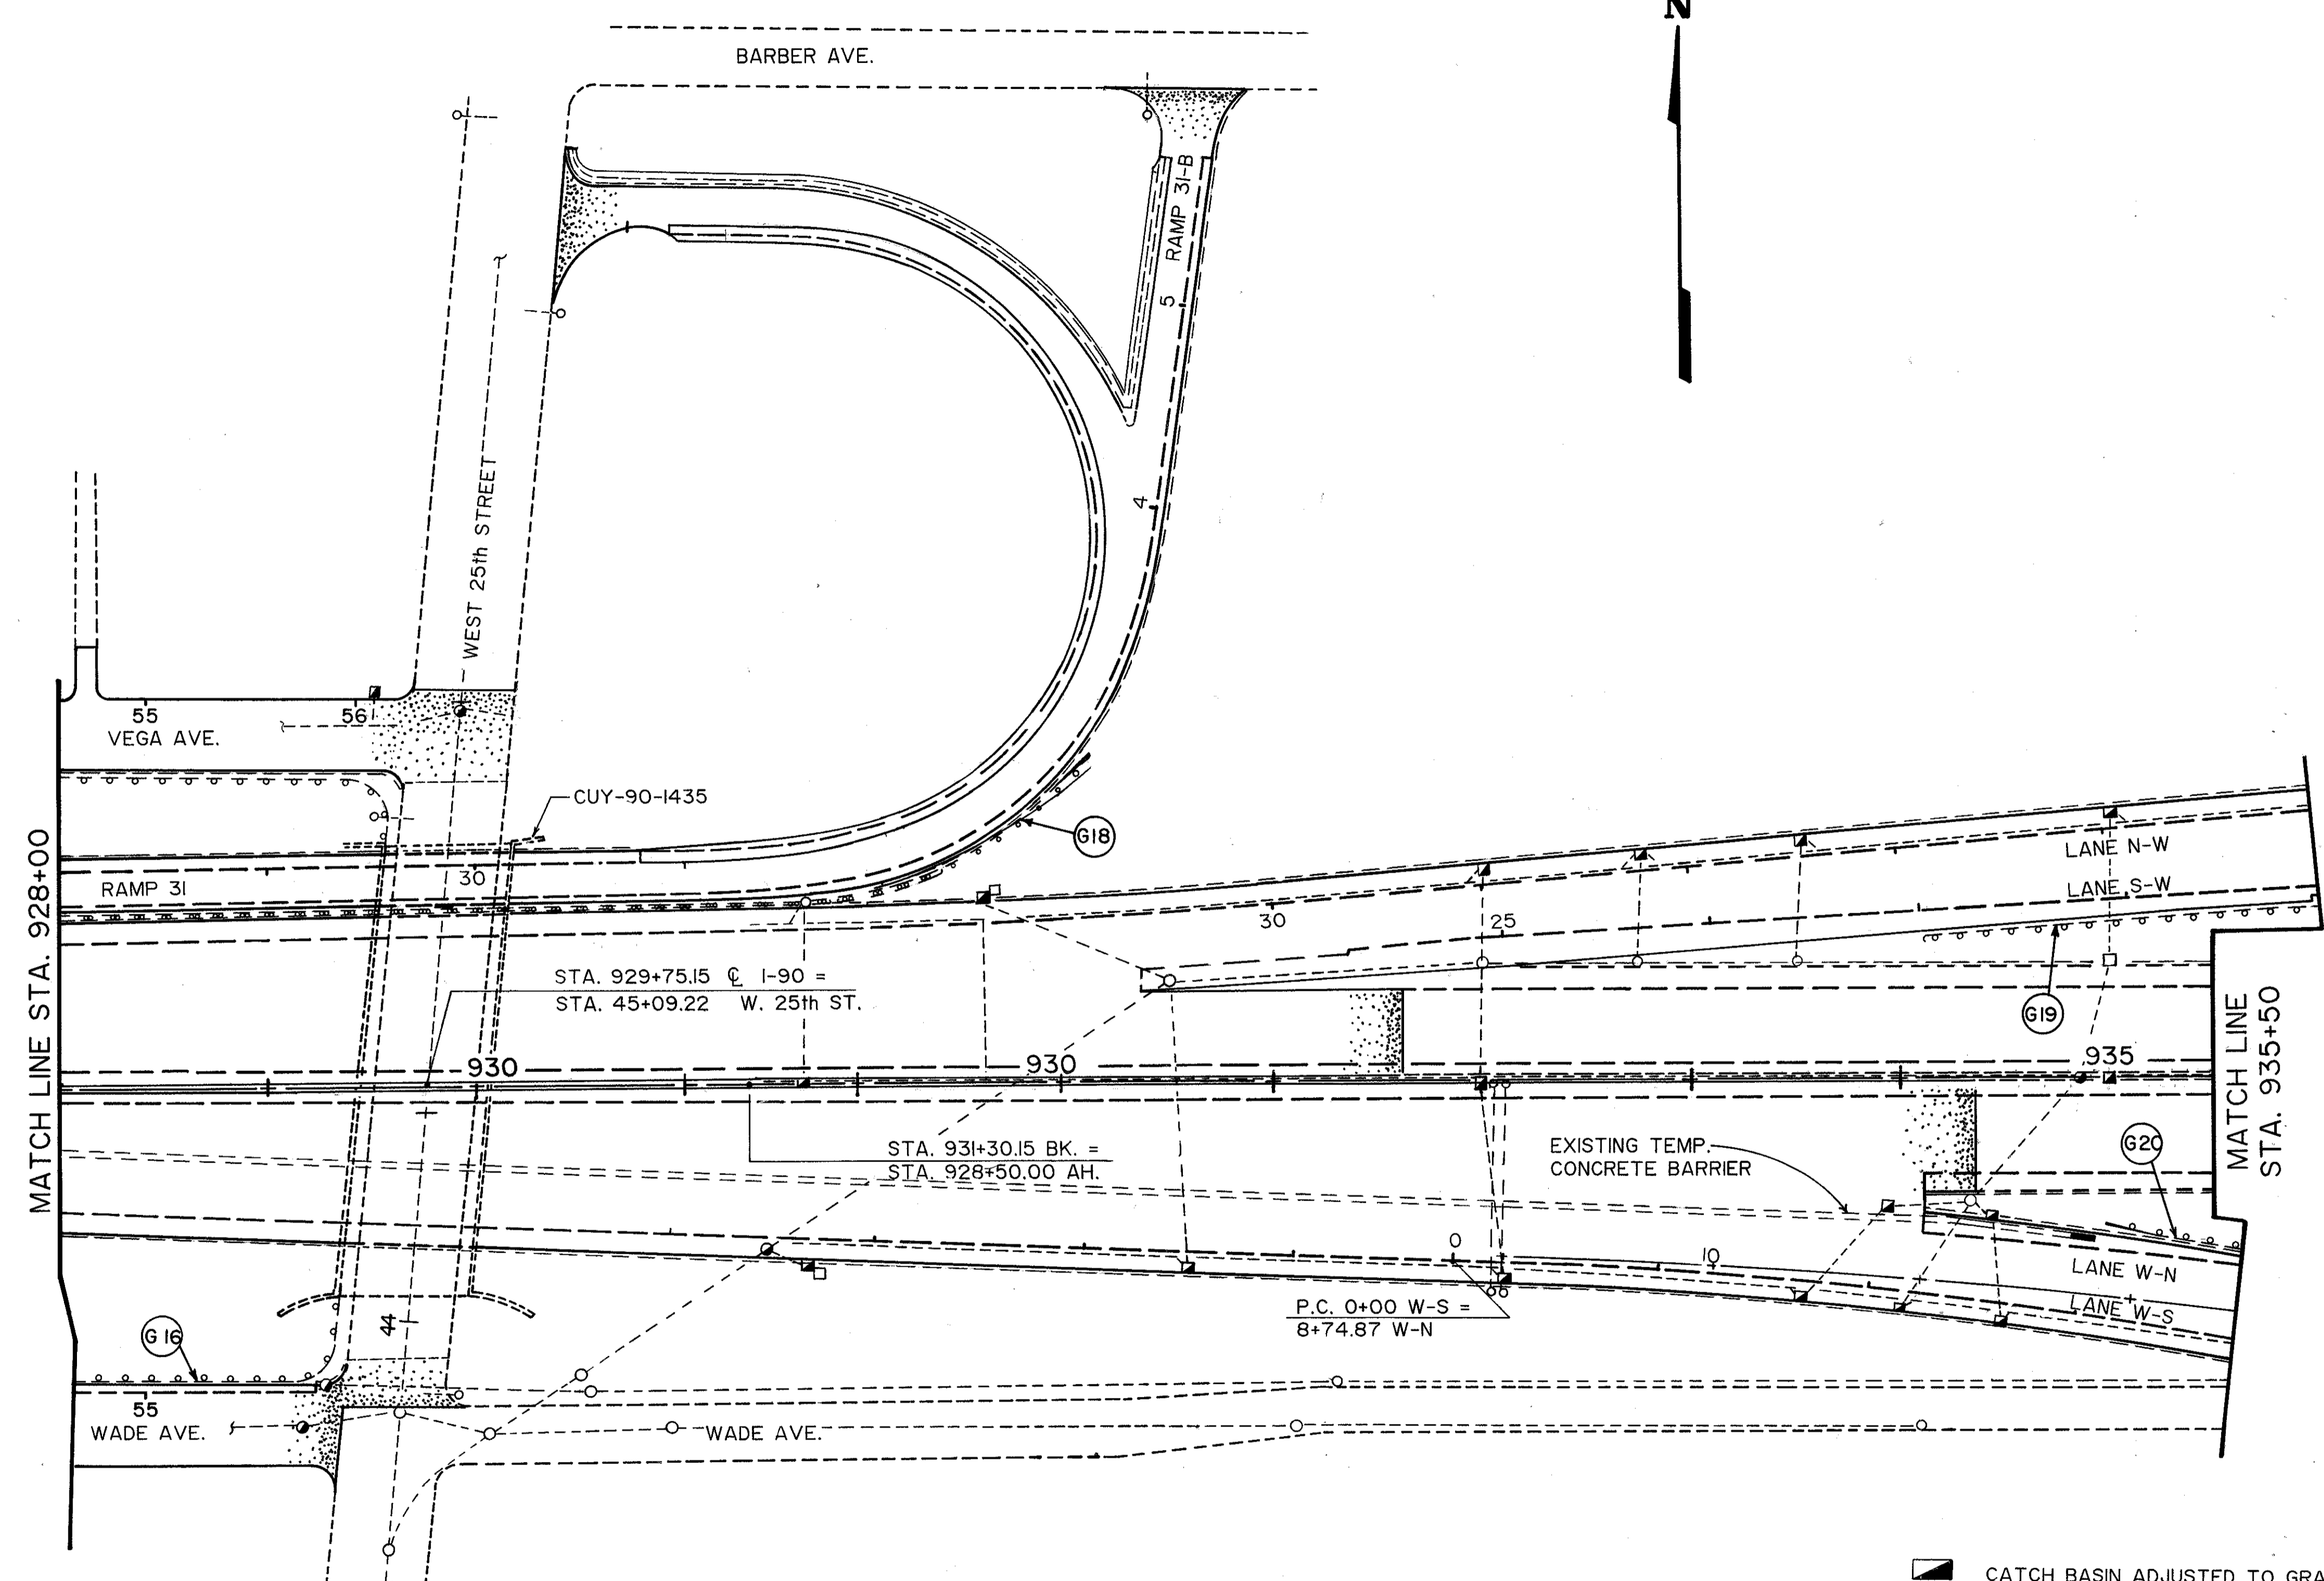 N
BARBER AVE.
RAMP 31-B
5
4
WEST 25th STREET
55
56
VEGA AVE.
CUY-90-1435
G18
MATCH LINE STA. 928+00
RAMP 31
30
LANE N-W
LANE S-W
30
25
STA. 929+75.15 ℄ I-90 =
STA. 45+09.22 W. 25th ST.
G19
MATCH LINE
STA. 935+50
930
930
935
STA. 931+30.15 BK. =
STA. 928+50.00 AH.
EXISTING TEMP.
CONCRETE BARRIER
G20
0
10
LANE W-N
LANE W-S
P.C. 0+00 W-S =
8+74.87 W-N
44
G 16
55
WADE AVE.
WADE AVE.
CATCH BASIN ADJUSTED TO GRA